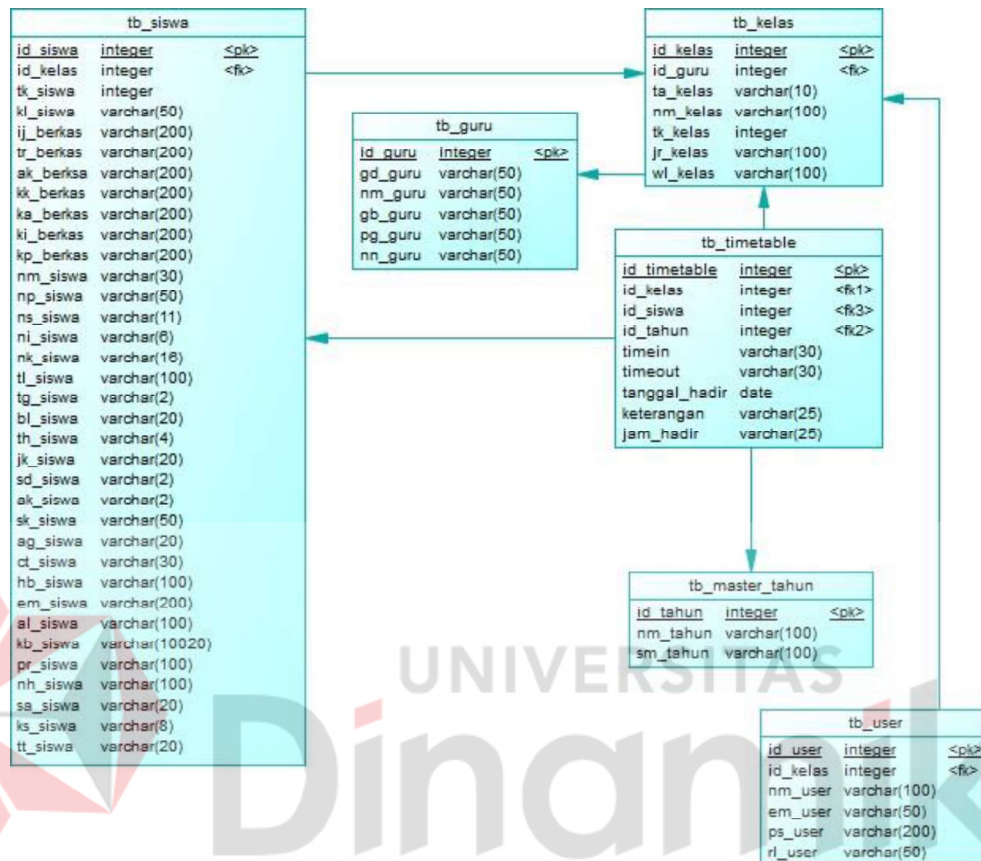 tb_siswa
id_siswa integer <pk>
id_kelas integer <fk>
tk_siswa integer
kl_siswa varchar(50)
ij_berkas varchar(200)
tr_berkas varchar(200)
ak_berksa varchar(200)
kk_berkas varchar(200)
ka_berkas varchar(200)
ki_berkas varchar(200)
kp_berkas varchar(200)
nm_siswa varchar(30)
np_siswa varchar(50)
ns_siswa varchar(11)
ni_siswa varchar(6)
nk_siswa varchar(16)
tl_siswa varchar(100)
tg_siswa varchar(2)
bl_siswa varchar(20)
th_siswa varchar(4)
jk_siswa varchar(20)
sd_siswa varchar(2)
ak_siswa varchar(2)
sk_siswa varchar(50)
ag_siswa varchar(20)
ct_siswa varchar(30)
hb_siswa varchar(100)
em_siswa varchar(200)
al_siswa varchar(100)
kb_siswa varchar(10020)
pr_siswa varchar(100)
nh_siswa varchar(100)
sa_siswa varchar(20)
ks_siswa varchar(8)
tt_siswa varchar(20)
tb_guru
id_guru integer <pk>
gd_guru varchar(50)
nm_guru varchar(50)
gb_guru varchar(50)
pg_guru varchar(50)
nn_guru varchar(50)
tb_kelas
id_kelas integer <pk>
id_guru integer <fk>
ta_kelas varchar(10)
nm_kelas varchar(100)
tk_kelas integer
jr_kelas varchar(100)
wl_kelas varchar(100)
tb_timetable
id_timetable integer <pk>
id_kelas integer <fk1>
id_siswa integer <fk3>
id_tahun integer <fk2>
timein varchar(30)
timeout varchar(30)
tanggal_hadir date
keterangan varchar(25)
jam_hadir varchar(25)
tb_master_tahun
id_tahun integer <pk>
nm_tahun varchar(100)
sm_tahun varchar(100)
UNIVERSITAS
Dinamik
tb_user
id_user integer <pk>
id_kelas integer <fk>
nm_user varchar(100)
em_user varchar(50)
ps_user varchar(200)
rl_user varchar(50)